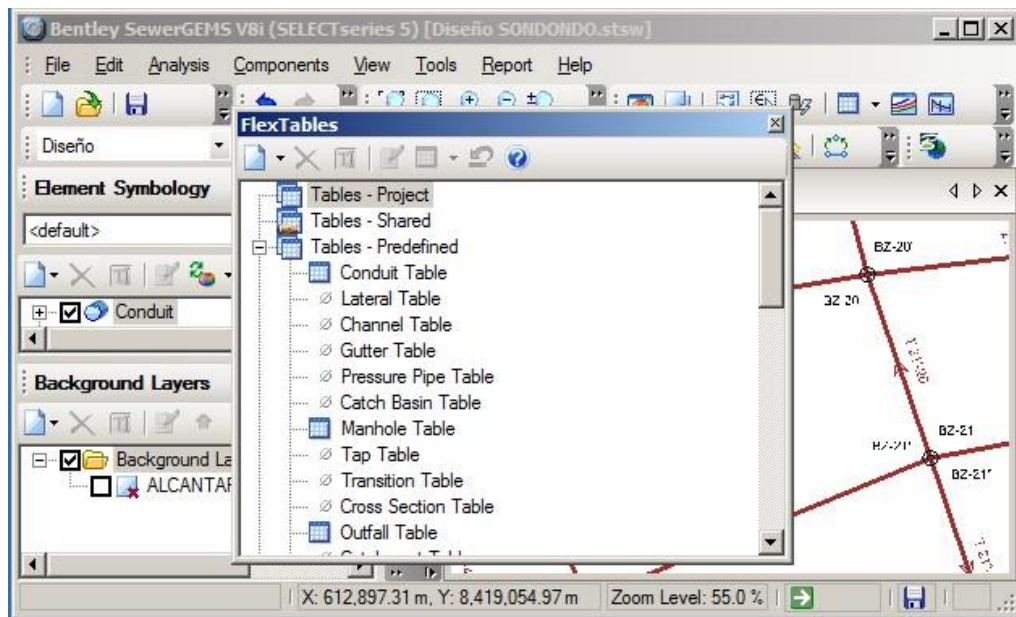 Bentley SewerGEMS V8i (SELECTseries 5) [Diseño SONDONDO.stsw]
File Edit Analysis Components View Tools Report Help
FlexTables
Diseño
Element Symbology
<default>
Conduit
Background Layers
Background La
ALCANTAR
Tables - Project
Tables - Shared
Tables - Predefined
Conduit Table
Lateral Table
Channel Table
Gutter Table
Pressure Pipe Table
Catch Basin Table
Manhole Table
Tap Table
Transition Table
Cross Section Table
Outfall Table
BZ-20'
BZ-21
BZ-21'
X: 612,897.31 m, Y: 8,419,054.97 m
Zoom Level: 55.0 %